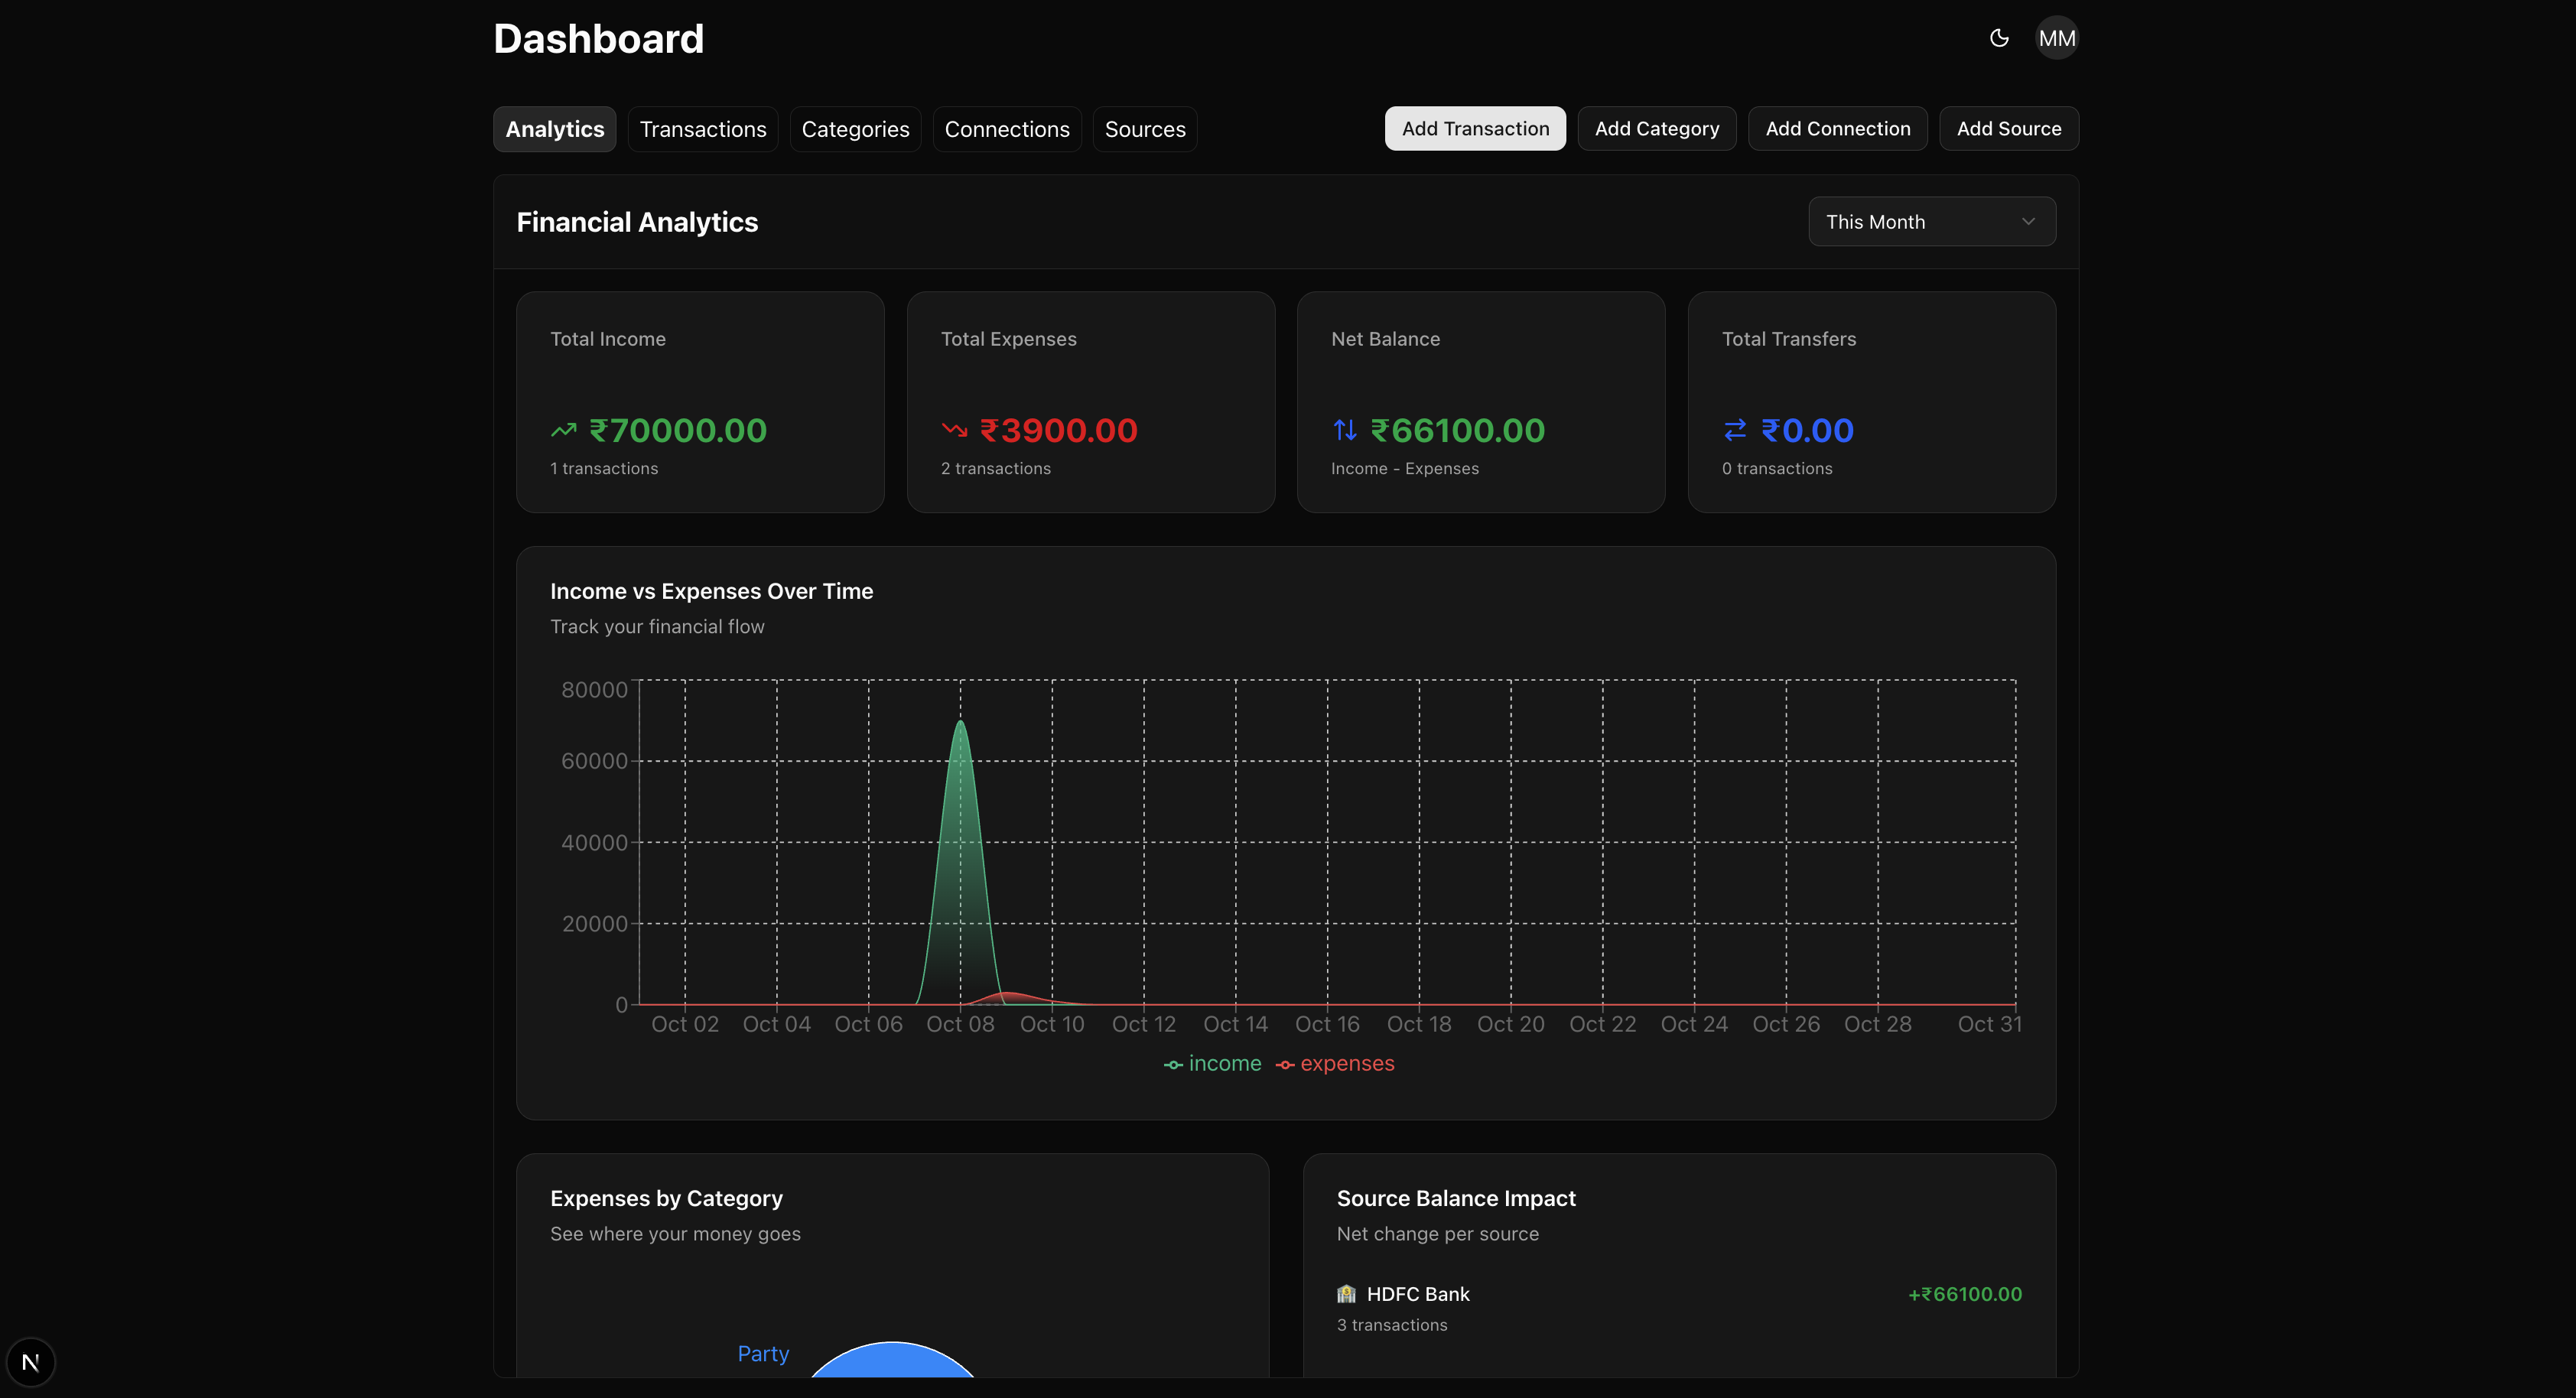 Dashboard
MM
Analytics Transactions Categories Connections Sources Add Transaction Add Category Add Connection Add Source
Financial Analytics
This Month
Total Income
₹70000.00
1 transactions
Total Expenses
₹3900.00
2 transactions
Net Balance
₹66100.00
Income - Expenses
Total Transfers
₹0.00
0 transactions
Income vs Expenses Over Time
Track your financial flow
80000
60000
40000
20000
0
Oct 02 Oct 04 Oct 06 Oct 08 Oct 10 Oct 12 Oct 14 Oct 16 Oct 18 Oct 20 Oct 22 Oct 24 Oct 26 Oct 28 Oct 31
income expenses
Expenses by Category
See where your money goes
Party
Source Balance Impact
Net change per source
HDFC Bank +₹66100.00
3 transactions
N